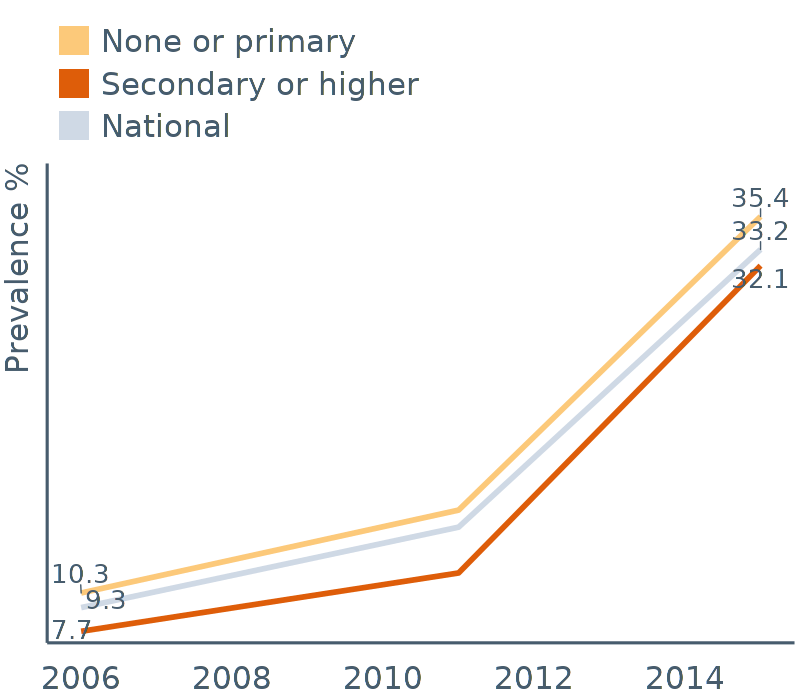 None or primary
Secondary or higher
National
Prevalence %
35.4
33.2
32.1
10.3
9.3
7.7
2006 2008 2010 2012 2014